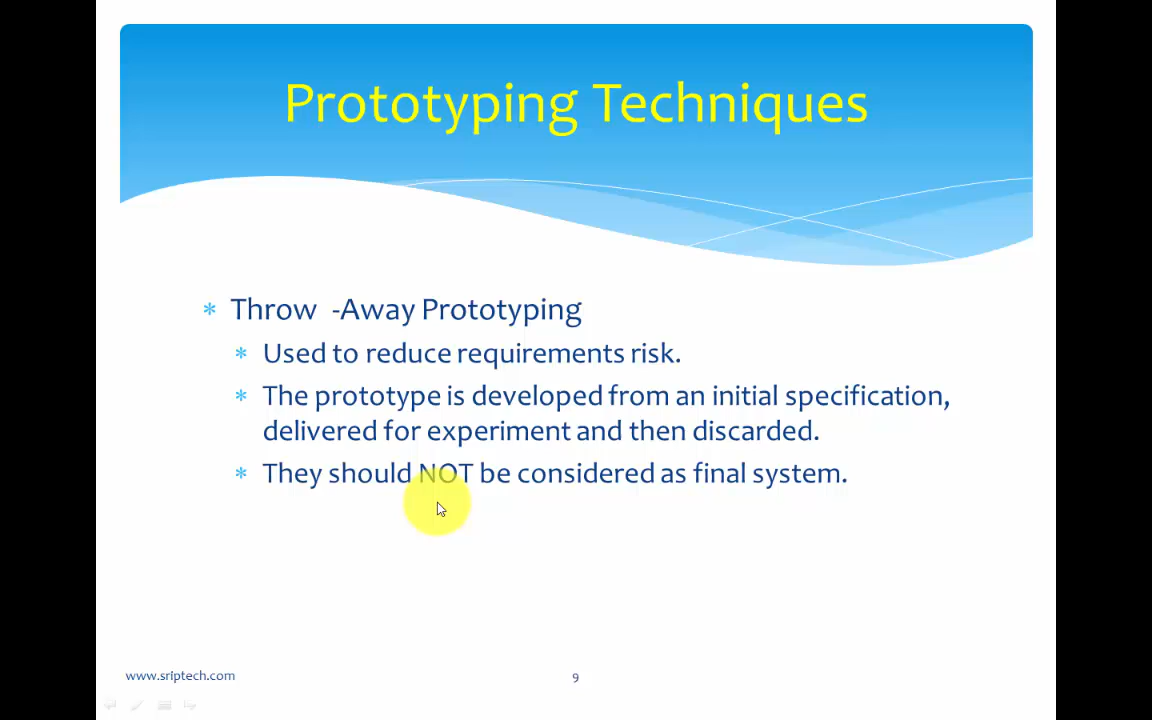 Prototyping Techniques
* Throw -Away Prototyping
* Used to reduce requirements risk.
* The prototype is developed from an initial specification,
delivered for experiment and then discarded.
* They should NOT be considered as final system.
www.sriptech.com
9